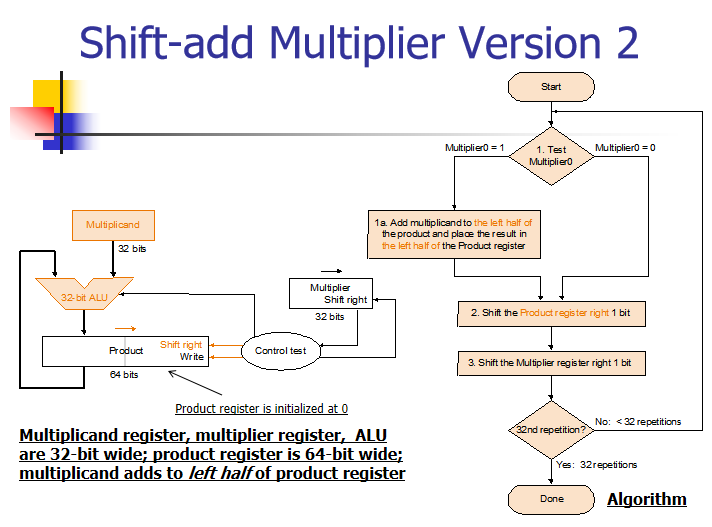 Shift-add Multiplier Version 2
Start
Multiplier0 = 1
1. Test
Multiplier0
Multiplier0 = 0
1a. Add multiplicand to the left half of
the product and place the result in
the left half of the Product register
Multiplicand
32 bits
32-bit ALU
Multiplier
Shift right
32 bits
Product
Shift right
Write
Control test
64 bits
2. Shift the Product register right 1 bit
3. Shift the Multiplier register right 1 bit
Product register is initialized at 0
32nd repetition?
No: < 32 repetitions
Multiplicand register, multiplier register, ALU
are 32-bit wide; product register is 64-bit wide;
multiplicand adds to left half of product register
Yes: 32 repetitions
Done
Algorithm